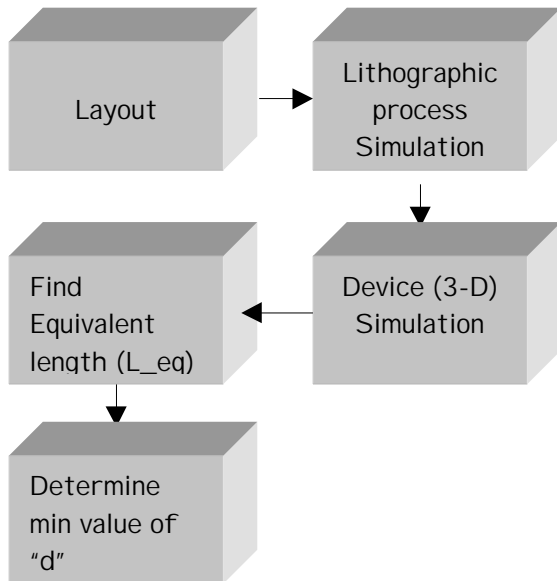 Layout
Lithographic
process
Simulation
Device (3-D)
Simulation
Find
Equivalent
length (L_eq)
Determine
min value of
“d”